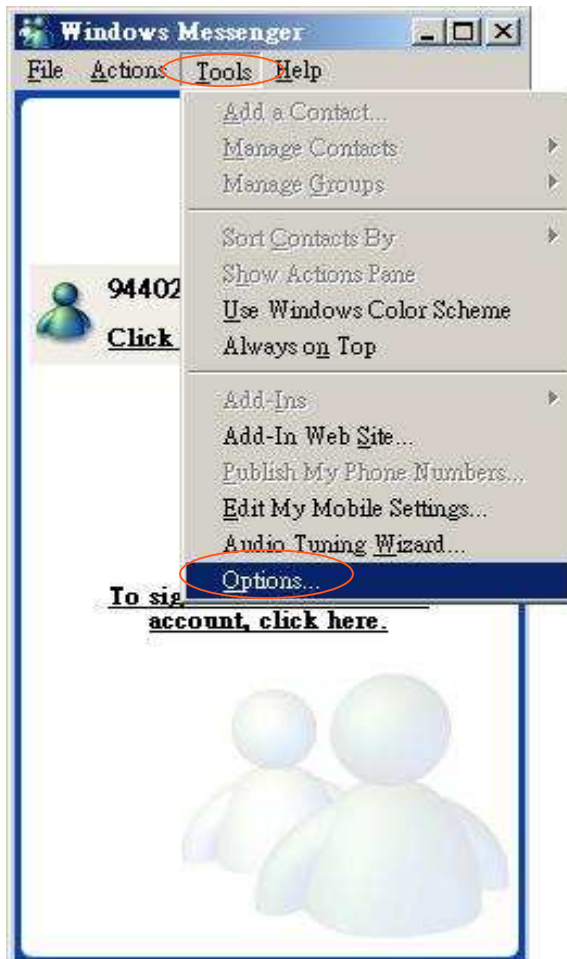 Windows Messenger
File Actions Tools Help
Add a Contact...
Manage Contacts
Manage Groups
Sort Contacts By
Show Actions Pane
Use Windows Color Scheme
Always on Top
Add-Ins
Add-In Web Site...
Publish My Phone Numbers...
Edit My Mobile Settings...
Audio Tuning Wizard...
Options...
94402
Click
To sig
account, click here.